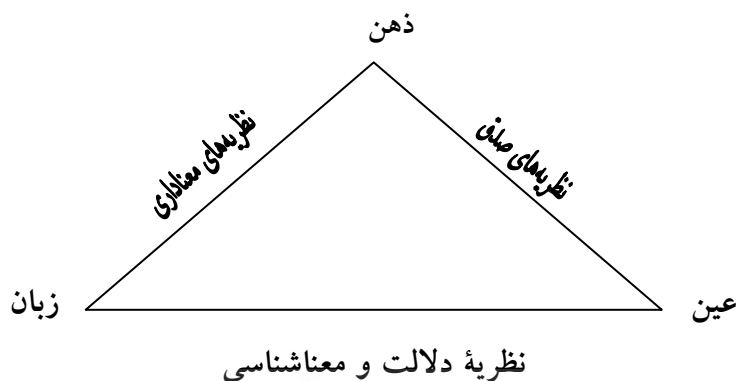 ذهن
نظریه‌های صدق
نظریه‌های معناداری
عین
زبان
نظریهٔ دلالت و معناشناسی